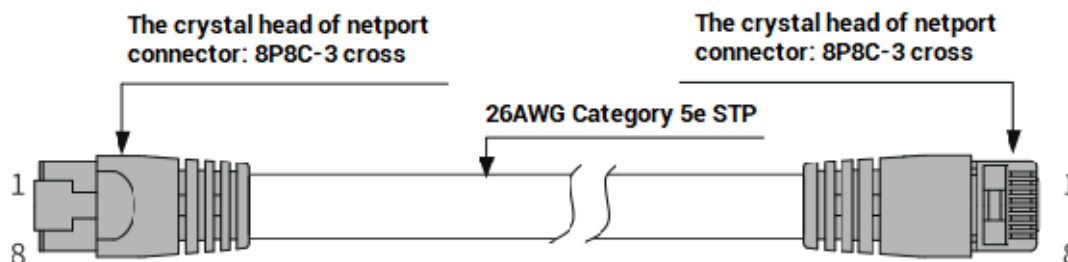 The crystal head of netport
connector: 8P8C-3 cross
The crystal head of netport
connector: 8P8C-3 cross
26AWG Category 5e STP
1
1
8
8